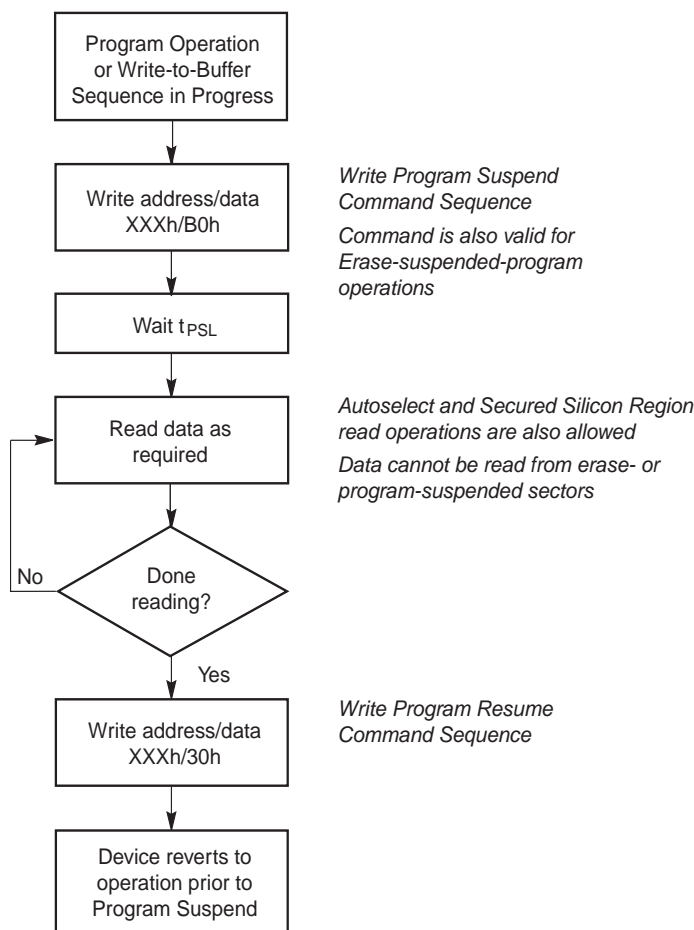 Program Operation
or Write-to-Buffer
Sequence in Progress
Write address/data
XXXh/B0h
Write Program Suspend
Command Sequence
Command is also valid for
Erase-suspended-program
operations
Wait tPSL
Read data as
required
Autoselect and Secured Silicon Region
read operations are also allowed
Data cannot be read from erase- or
program-suspended sectors
No
Done
reading?
Yes
Write address/data
XXXh/30h
Write Program Resume
Command Sequence
Device reverts to
operation prior to
Program Suspend